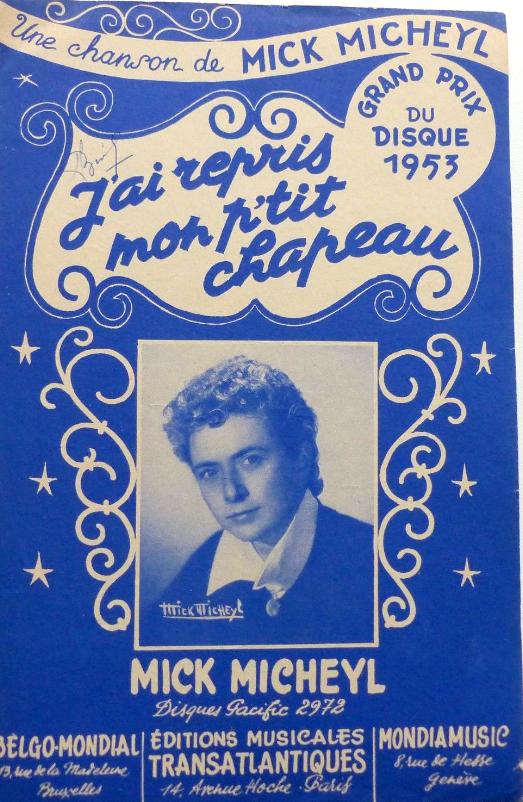 Une chanson de MICK MICHEYL
GRAND PRIX
DU
DISQUE
1953
J'ai repris
mon p'tit
chapeau
MICK MICHEYL
MICK MICHEYL
Disques Pacific 2972
BELGO-MONDIAL
13, rue de la Madeleine
Bruxelles
ÉDITIONS MUSICALES
TRANSATLANTIQUES
14, Avenue Hoche - Paris
MONDIAMUSIC
8, rue de Hesse
Genève